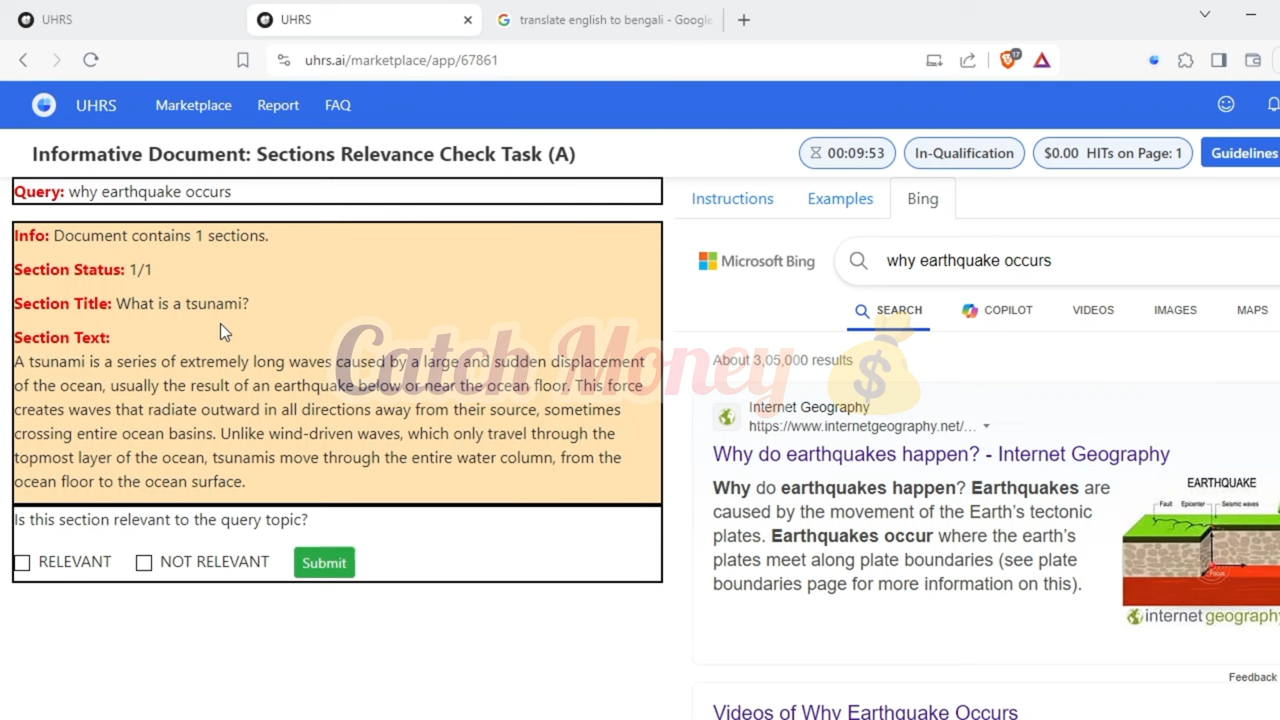 UHRS
UHRS
translate english to bengali - Google
uhrs.ai/marketplace/app/67861
17
UHRS
Marketplace
Report
FAQ
Informative Document: Sections Relevance Check Task (A)
00:09:53
In-Qualification
$0.00 HITs on Page: 1
Guidelines
Query: why earthquake occurs
Info: Document contains 1 sections.
Section Status: 1/1
Section Title: What is a tsunami?
Section Text:
A tsunami is a series of extremely long waves caused by a large and sudden displacement
of the ocean, usually the result of an earthquake below or near the ocean floor. This force
creates waves that radiate outward in all directions away from their source, sometimes
crossing entire ocean basins. Unlike wind-driven waves, which only travel through the
topmost layer of the ocean, tsunamis move through the entire water column, from the
ocean floor to the ocean surface.
Is this section relevant to the query topic?
RELEVANT
NOT RELEVANT
Submit
Catch Money
Instructions
Examples
Bing
Microsoft Bing
why earthquake occurs
SEARCH
COPILOT
VIDEOS
IMAGES
MAPS
About 3,05,000 results
Internet Geography
https://www.internetgeography.net/...
Why do earthquakes happen? - Internet Geography
Why do earthquakes happen? Earthquakes are
caused by the movement of the Earth's tectonic
plates. Earthquakes occur where the earth's
plates meet along plate boundaries (see plate
boundaries page for more information on this).
EARTHQUAKE
Fault
Epicenter
Seismic waves
Focus
internetgeography
Feedback
Videos of Why Earthquake Occurs